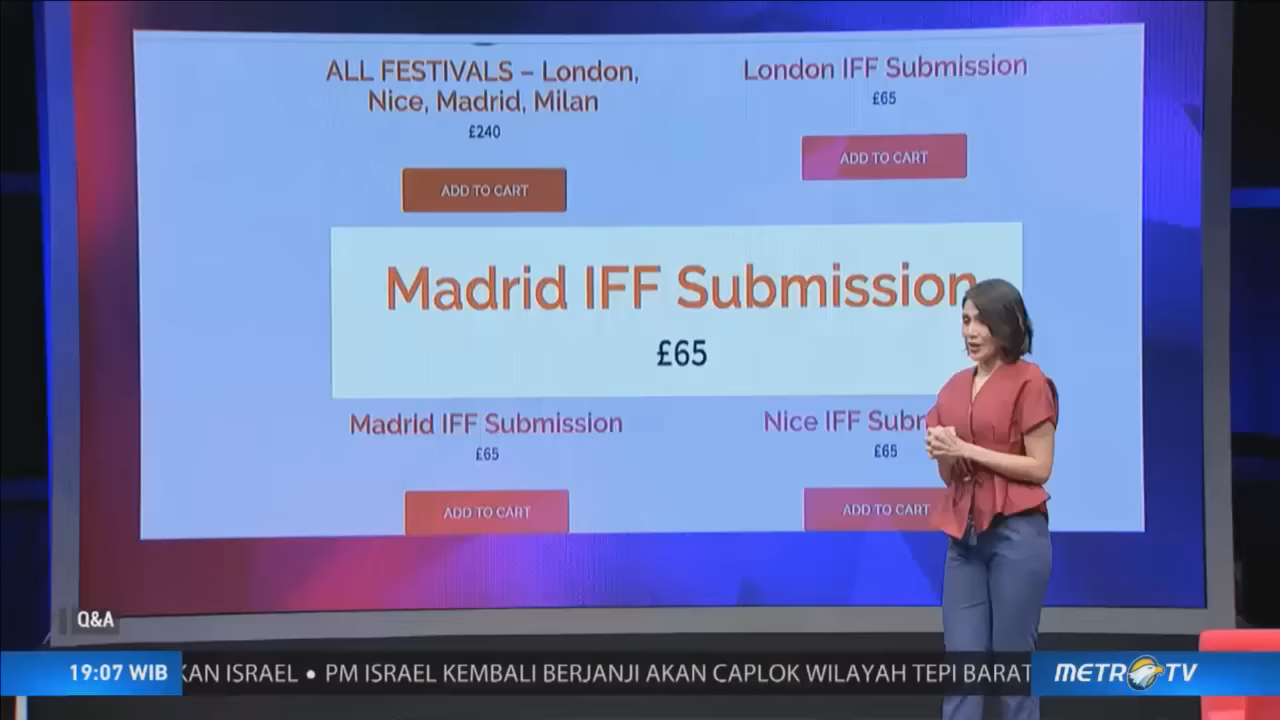 ALL FESTIVALS – London,
Nice, Madrid, Milan
£240
ADD TO CART
London IFF Submission
£65
ADD TO CART
Madrid IFF Submission
£65
Madrid IFF Submission
£65
ADD TO CART
Nice IFF
£65
ADD TO CART
Q&A
19:07 WIB
ISRAEL • PM ISRAEL KEMBALI BERJANJI AKAN CAPLOK WILAYAH TEPI BARAT
METRO TV